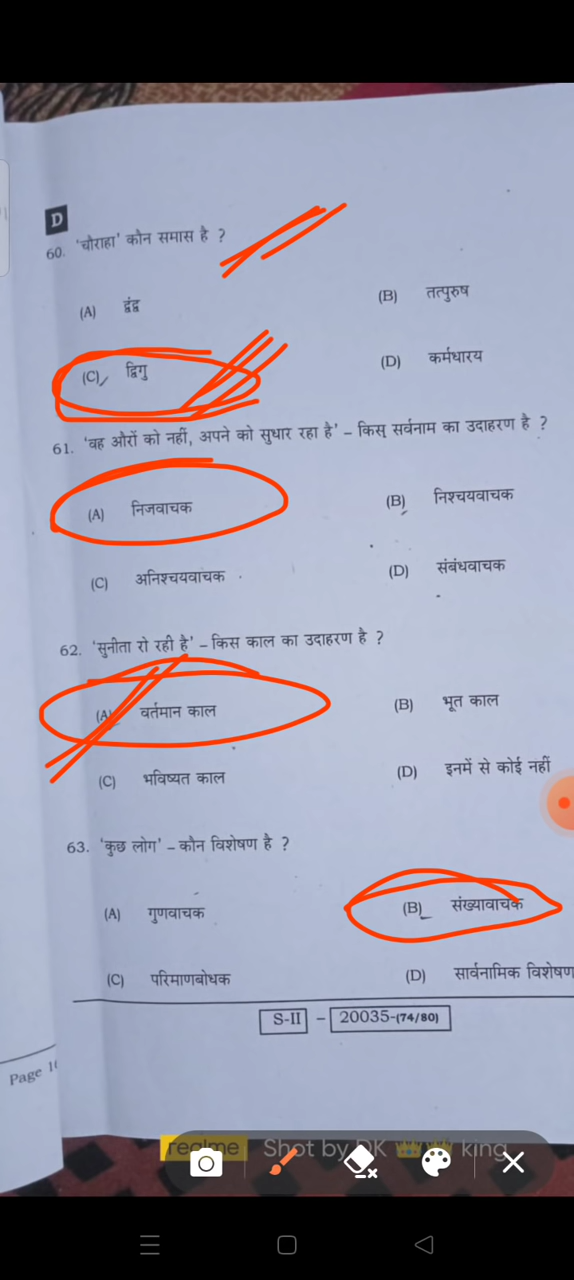 D
60. 'चौराहा' कौन समास है ?
(A) द्वंद्व (B) तत्पुरुष
(C) द्विगु (D) कर्मधारय
61. 'वह औरों को नहीं, अपने को सुधार रहा है' – किस सर्वनाम का उदाहरण है ?
(A) निजवाचक (B) निश्चयवाचक
(C) अनिश्चयवाचक (D) संबंधवाचक
62. 'सुनीता रो रही है' – किस काल का उदाहरण है ?
(A) वर्तमान काल (B) भूत काल
(C) भविष्यत काल (D) इनमें से कोई नहीं
63. 'कुछ लोग' – कौन विशेषण है ?
(A) गुणवाचक (B) संख्यावाचक
(C) परिमाणबोधक (D) सार्वनामिक विशेषण
S-II – 20035-(74/80)
Page
realme Shot by DK king